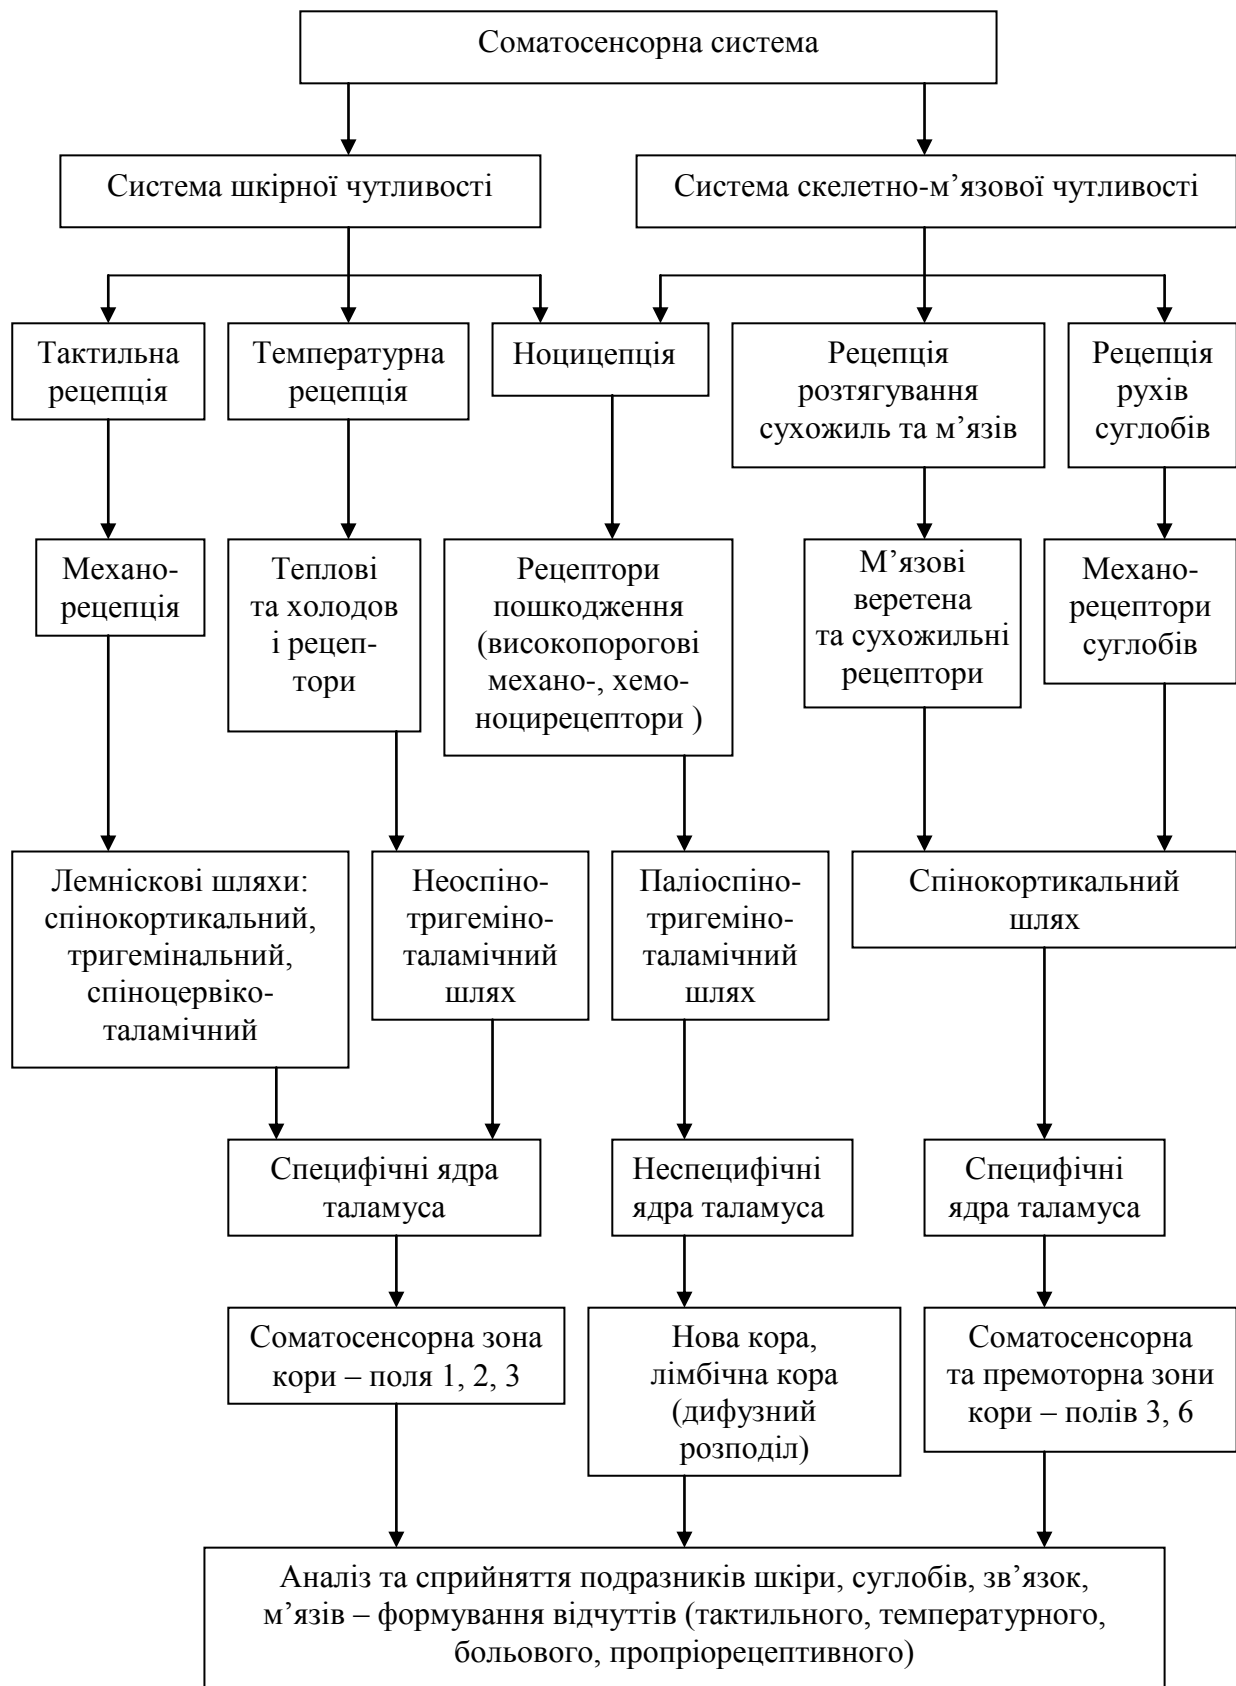 Соматосенсорна система
Система шкірної чутливості
Система скелетно-м’язової чутливості
Тактильна
рецепція
Температурна
рецепція
Ноцицепція
Рецепція
розтягування
сухожиль та м’язів
Рецепція
рухів
суглобів
Механо-
рецепція
Теплові
та холодов
і рецеп-
тори
Рецептори
пошкодження
(високопорогові
механо-, хемо-
ноцирецептори )
М’язові
веретена
та сухожильні
рецептори
Механо-
рецептори
суглобів
Лемніскові шляхи:
спінокортикальний,
тригемінальний,
спіноцервіко-
таламічний
Неоспіно-
тригеміно-
таламічний
шлях
Паліоспіно-
тригеміно-
таламічний
шлях
Спінокортикальний
шлях
Специфічні ядра
таламуса
Неспецифічні
ядра таламуса
Специфічні
ядра таламуса
Соматосенсорна зона
кори – поля 1, 2, 3
Нова кора,
лімбічна кора
(дифузний
розподіл)
Соматосенсорна
та премоторна зони
кори – полів 3, 6
Аналіз та сприйняття подразників шкіри, суглобів, зв’язок,
м’язів – формування відчуттів (тактильного, температурного,
больового, пропріорецептивного)